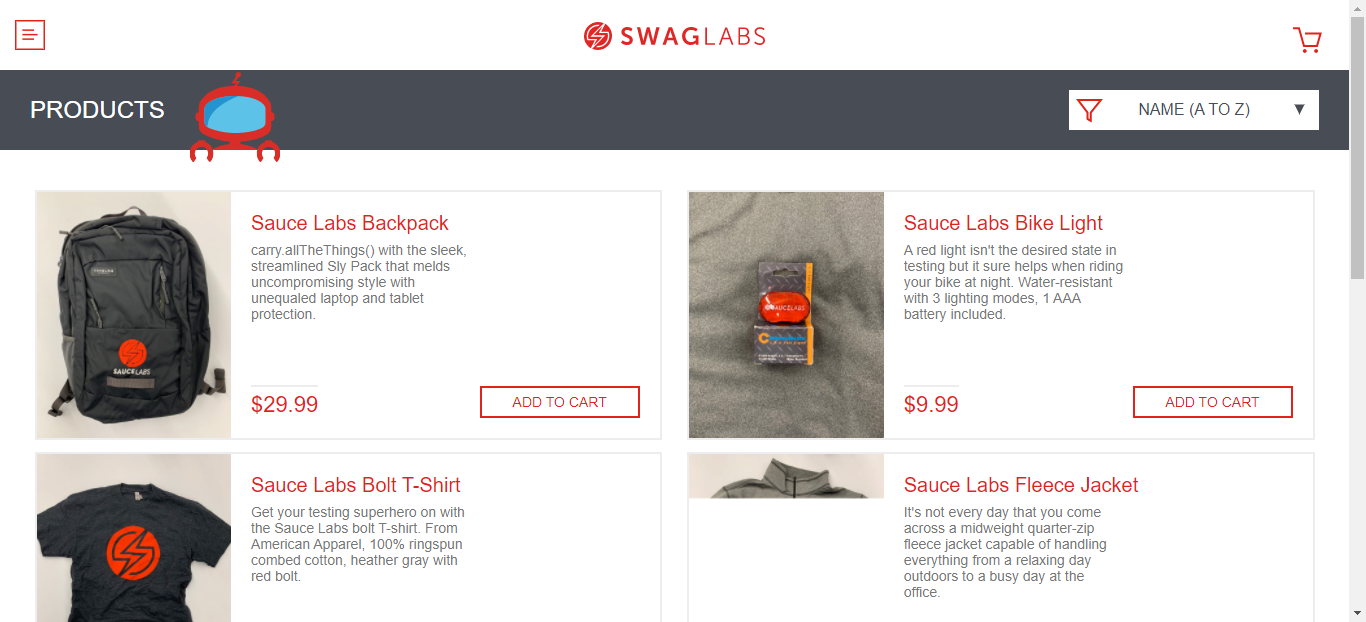 SWAGLABS
PRODUCTS
NAME (A TO Z)
Sauce Labs Backpack
carry.allTheThings() with the sleek,
streamlined Sly Pack that melds
uncompromising style with
unequaled laptop and tablet
protection.
SAUCELABS
$29.99
ADD TO CART
Sauce Labs Bike Light
A red light isn't the desired state in
testing but it sure helps when riding
your bike at night. Water-resistant
with 3 lighting modes, 1 AAA
battery included.
SAUCELABS
$9.99
ADD TO CART
Sauce Labs Bolt T-Shirt
Get your testing superhero on with
the Sauce Labs bolt T-shirt. From
American Apparel, 100% ringspun
combed cotton, heather gray with
red bolt.
Sauce Labs Fleece Jacket
It's not every day that you come
across a midweight quarter-zip
fleece jacket capable of handling
everything from a relaxing day
outdoors to a busy day at the
office.